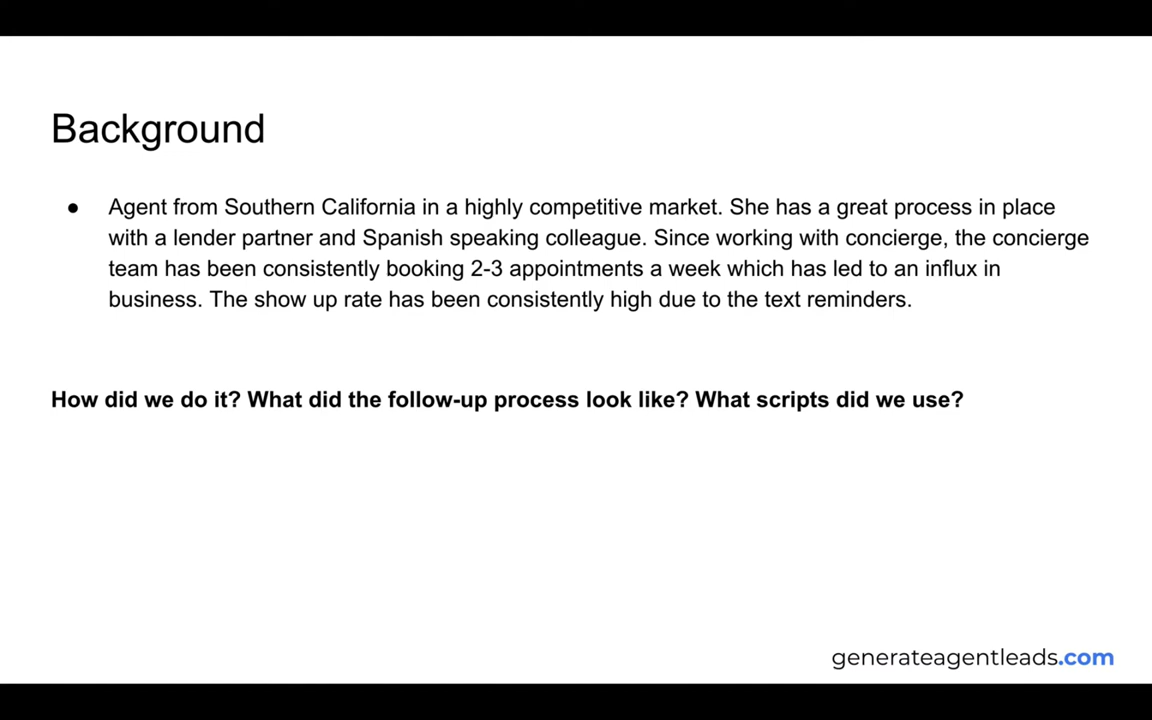 Background
● Agent from Southern California in a highly competitive market. She has a great process in place
with a lender partner and Spanish speaking colleague. Since working with concierge, the concierge
team has been consistently booking 2-3 appointments a week which has led to an influx in
business. The show up rate has been consistently high due to the text reminders.
How did we do it? What did the follow-up process look like? What scripts did we use?
generateagentleads.com